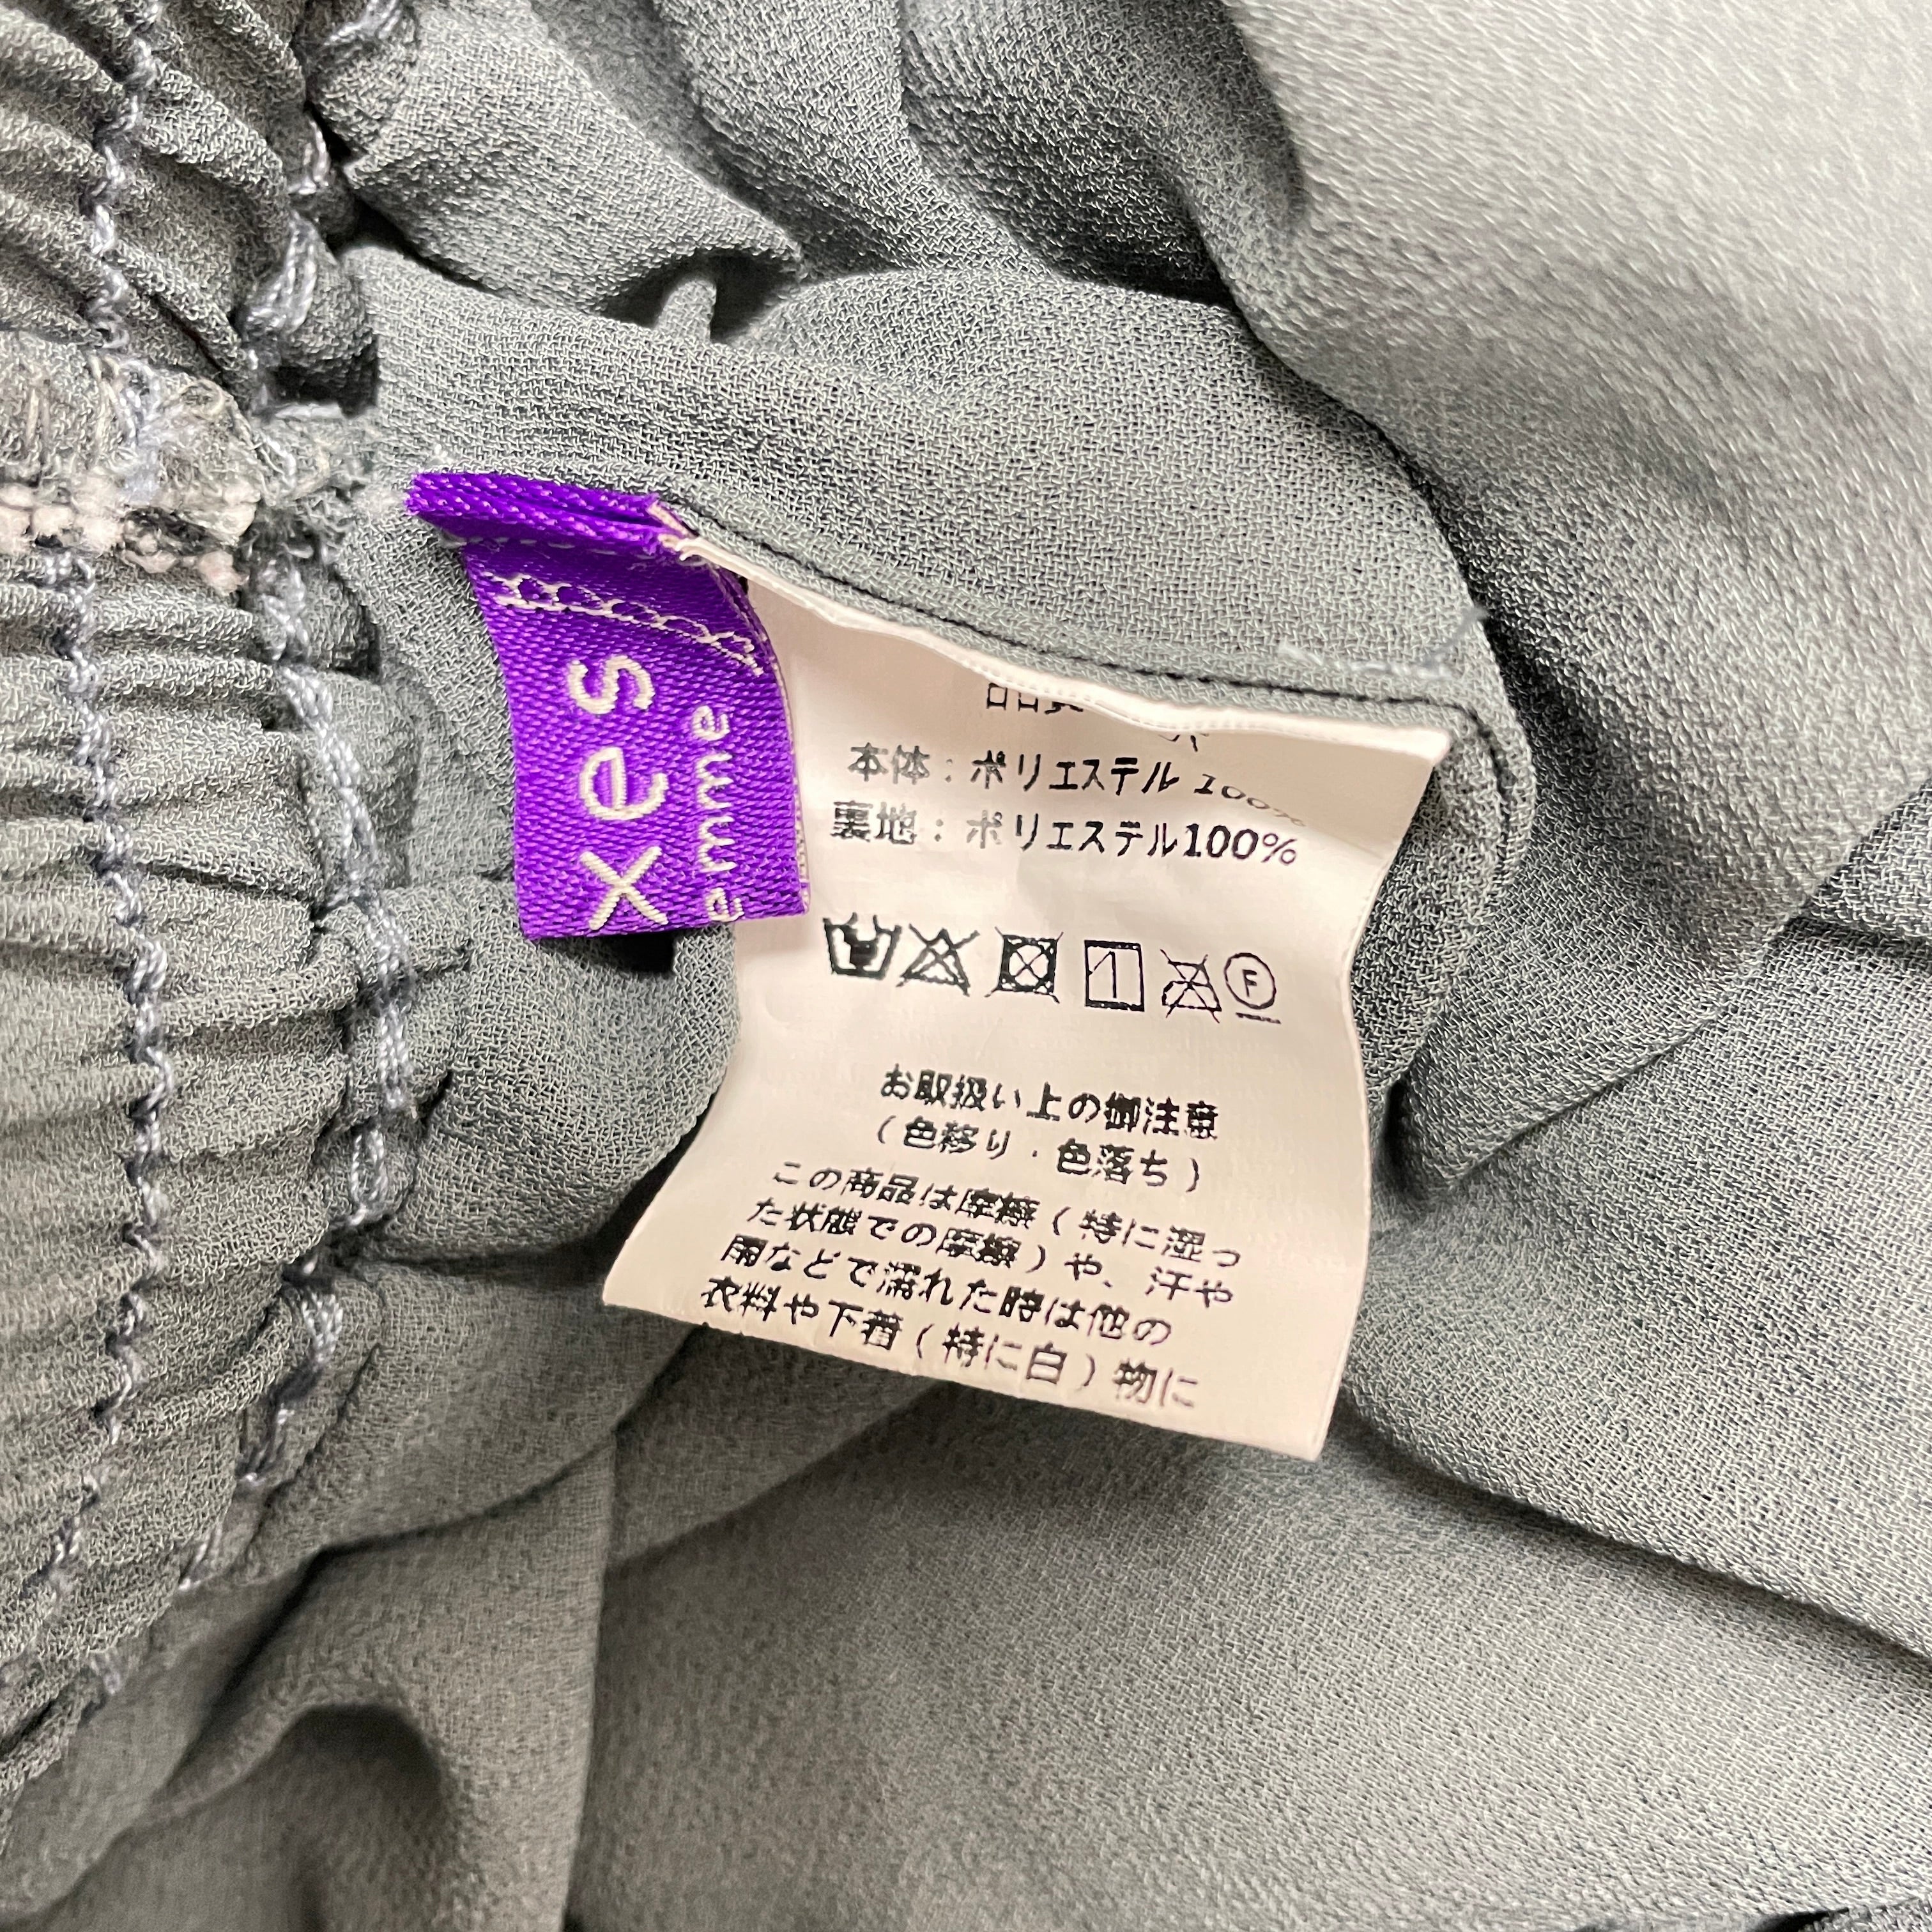 xes
emme
本体：ポリエステル 100%
裏地：ポリエステル100%
F
お取扱い上の御注意
（色移り・色落ち）
この商品は摩擦（特に湿っ
た状態での摩擦）や、汗や
雨などで濡れた時は他の
衣料や下着（特に白）物に